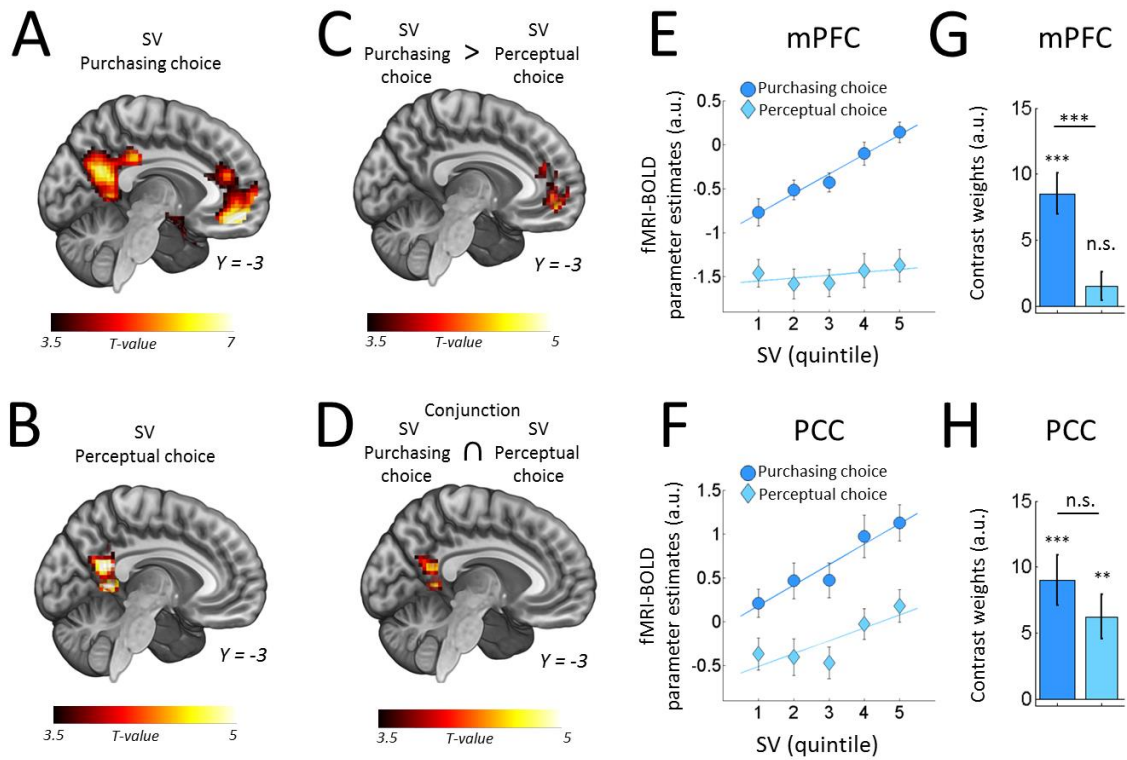 A
SV
Purchasing choice
Y = -3
3.5
T-value
7
B
SV
Perceptual choice
Y = -3
3.5
T-value
5
C
SV
SV
Purchasing > Perceptual
choice
choice
Y = -3
3.5
T-value
5
D
Conjunction
SV
SV
Purchasing ∩ Perceptual
choice
choice
Y = -3
3.5
T-value
5
E
mPFC
Purchasing choice
Perceptual choice
fMRI-BOLD
parameter estimates (a.u.)
0.5
0
-0.5
-1
-1.5
1 2 3 4 5
SV (quintile)
F
PCC
Purchasing choice
Perceptual choice
fMRI-BOLD
parameter estimates (a.u.)
1.5
1
0.5
0
-0.5
1 2 3 4 5
SV (quintile)
G
mPFC
Contrast weights (a.u.)
15
10
5
0
***
***
n.s.
H
PCC
Contrast weights (a.u.)
15
10
5
0
n.s.
***
**